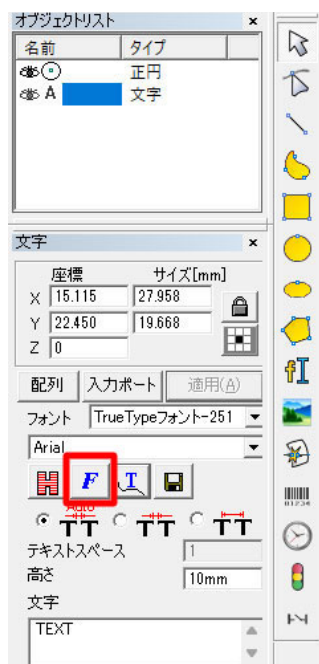 オブジェクトリスト
名前 タイプ
正円
A 文字
文字
座標 サイズ[mm]
X 15.115 27.958
Y 22.450 19.668
Z 0
配列 入力ポート 適用(A)
フォント TrueTypeフォント-251
Arial
F T
Auto
TT TT TT
テキストスペース 1
高さ 10mm
文字
TEXT
01234